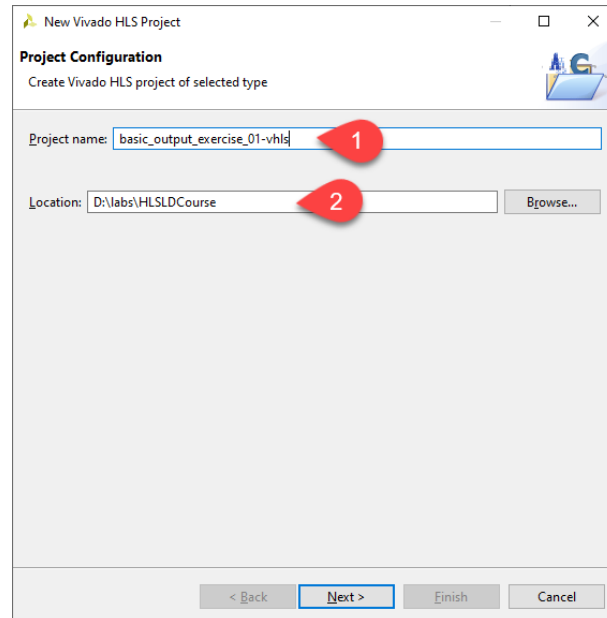 New Vivado HLS Project
Project Configuration
Create Vivado HLS project of selected type
Project name: basic_output_exercise_01-vhls 1
Location: D:\labs\HLSLDCourse 2 Browse...
< Back Next > Finish Cancel